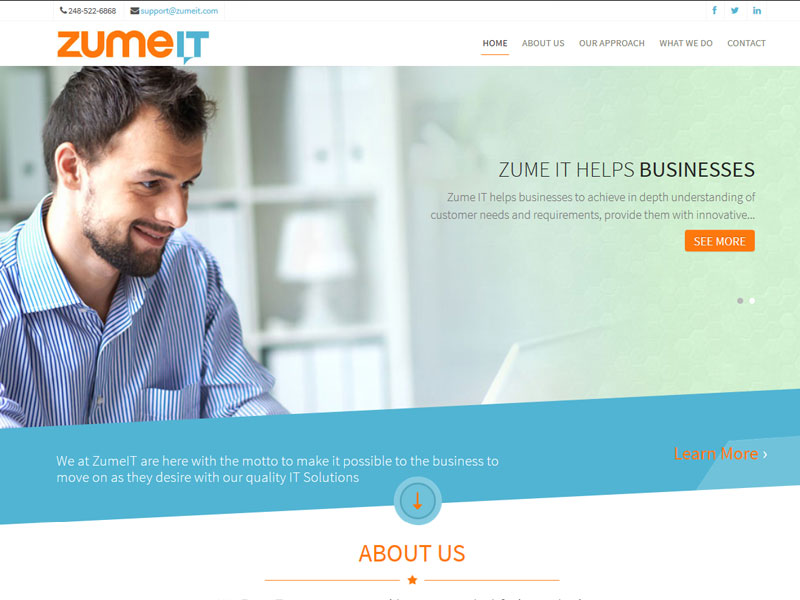 248-522-6868 support@zumeit.com
ZUMEIT
HOME ABOUT US OUR APPROACH WHAT WE DO CONTACT
ZUME IT HELPS BUSINESSES
Zume IT helps businesses to achieve in depth understanding of
customer needs and requirements, provide them with innovative...
SEE MORE
We at ZumeIT are here with the motto to make it possible to the business to
move on as they desire with our quality IT Solutions
Learn More ›
ABOUT US